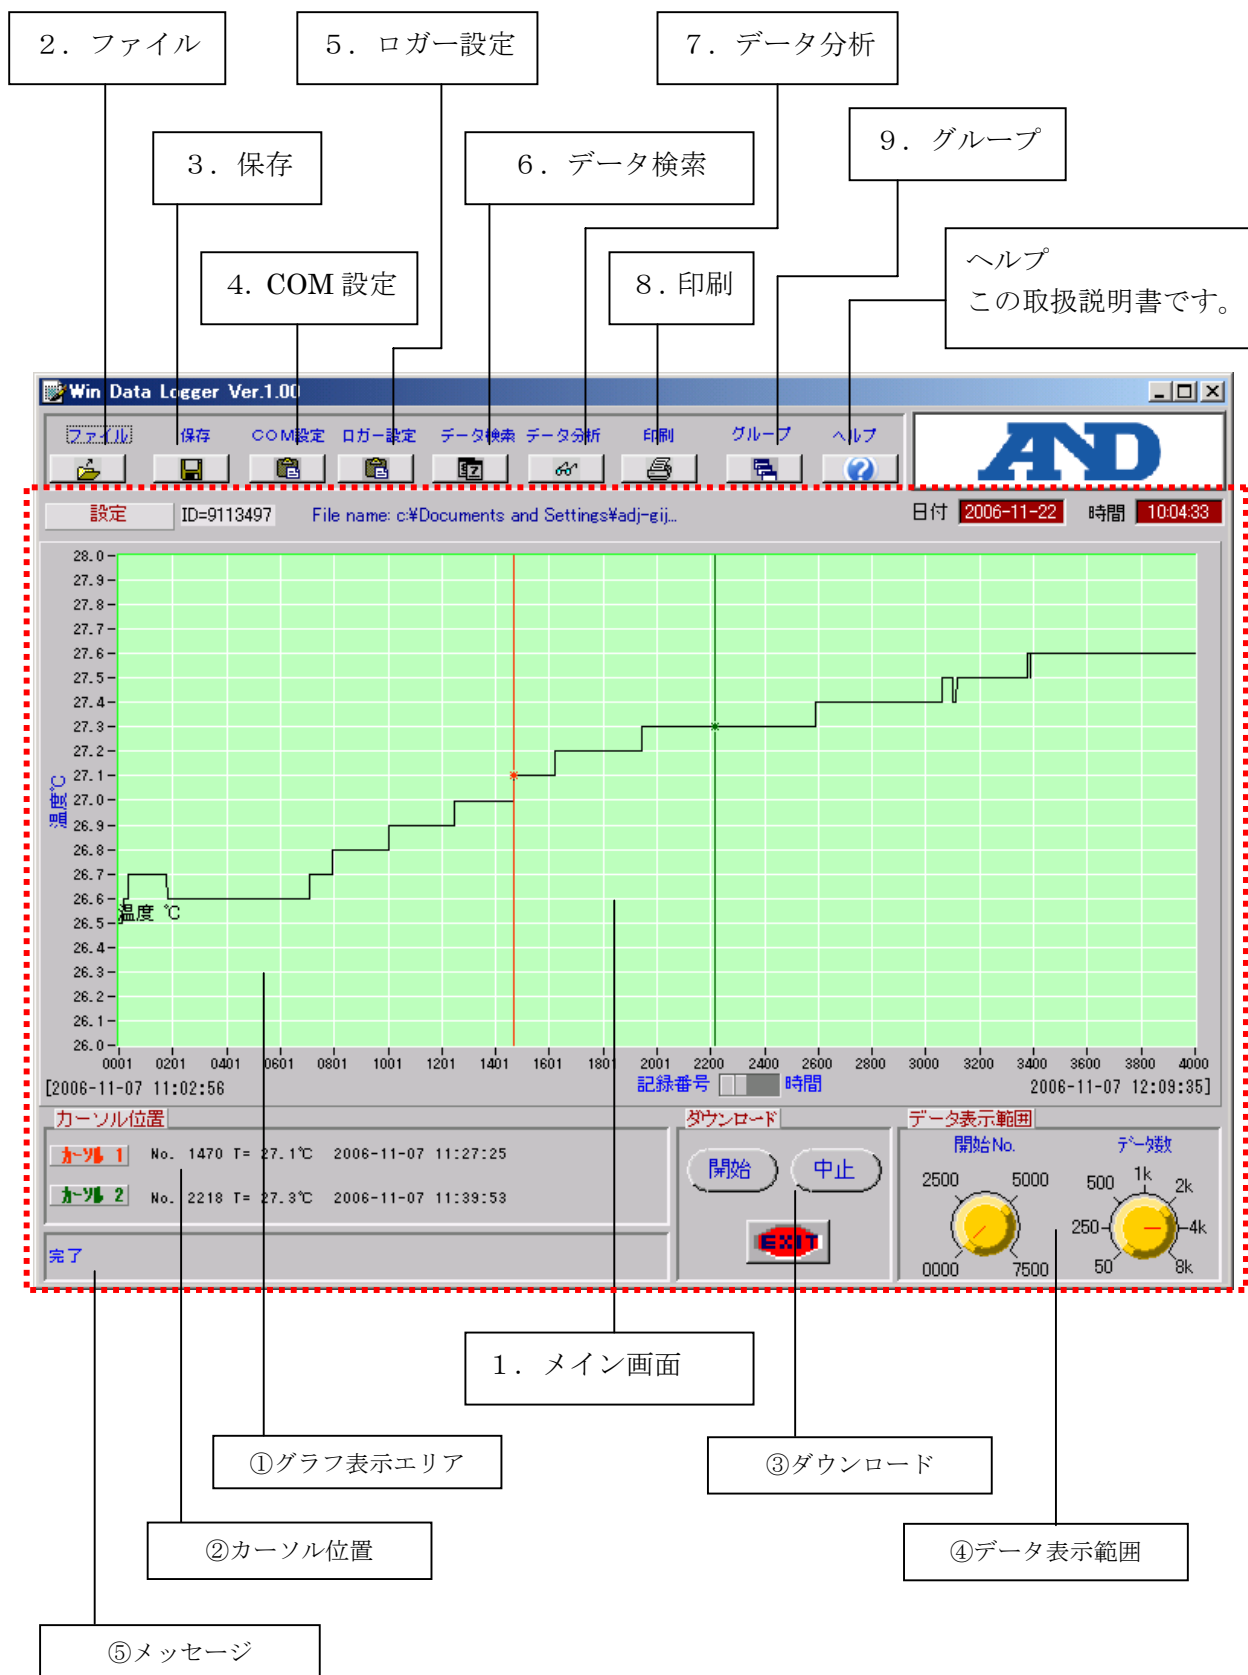 ２．ファイル
５．ロガー設定
７．データ分析
３．保存
６．データ検索
９．グループ
4. COM 設定
８．印刷
ヘルプ
この取扱説明書です。
Win Data Logger Ver.1.00
ファイル 保存 COM設定 ロガー設定 データ検索 データ分析 印刷 グループ ヘルプ
AND
設定 ID=9113497 File name: c:¥Documents and Settings¥adj-gij... 日付 2006-11-22 時間 10:04:33
28.0
27.9
27.8
27.7
27.6
27.5
27.4
27.3
27.2
27.1
27.0
26.9
26.8
26.7
26.6
26.5
26.4
26.3
26.2
26.1
26.0
温度℃
温度 ℃
0001 0201 0401 0601 0801 1001 1201 1401 1601 1801 2001 2200 2400 2600 2800 3000 3200 3400 3600 3800 4000
[2006-11-07 11:02:56 記録番号 時間 2006-11-07 12:09:35]
カーソル位置
カーソル 1 No. 1470 T= 27.1℃ 2006-11-07 11:27:25
カーソル 2 No. 2218 T= 27.3℃ 2006-11-07 11:39:53
完了
ダウンロード
開始 中止
EXIT
データ表示範囲
開始No. データ数
2500 5000
0000 7500
500 1k 2k
250 4k
50 8k
１．メイン画面
①グラフ表示エリア
③ダウンロード
②カーソル位置
④データ表示範囲
⑤メッセージ